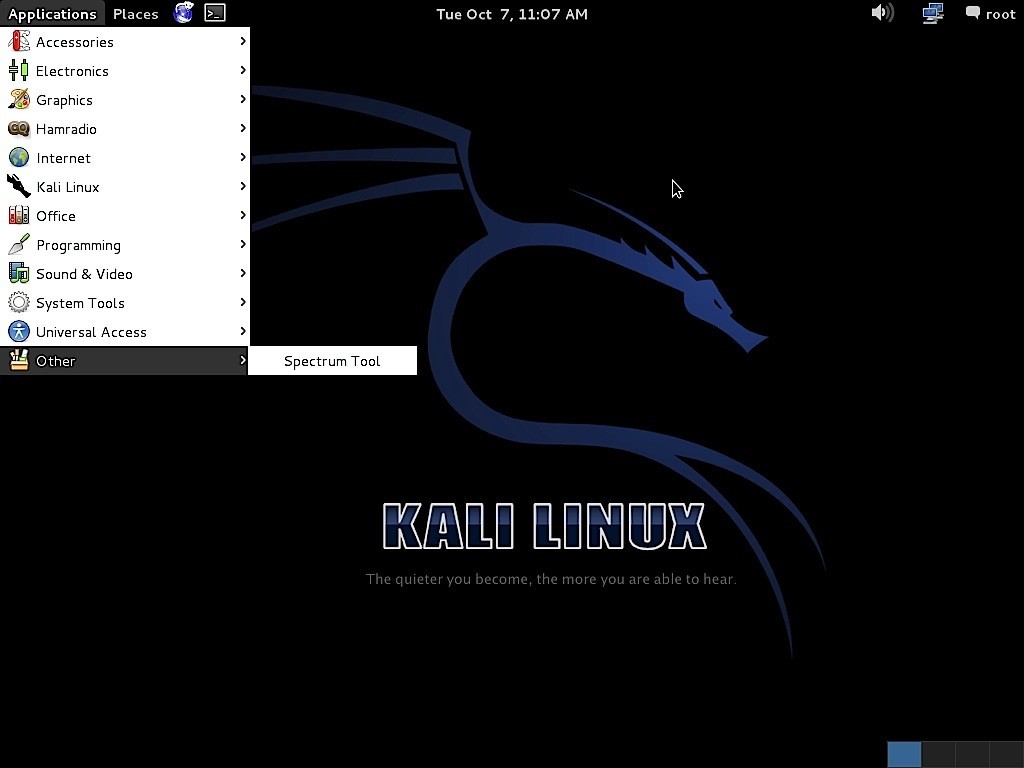 Applications Places Tue Oct 7, 11:07 AM root
Accessories
Electronics
Graphics
Hamradio
Internet
Kali Linux
Office
Programming
Sound & Video
System Tools
Universal Access
Other Spectrum Tool
KALI LINUX
The quieter you become, the more you are able to hear.